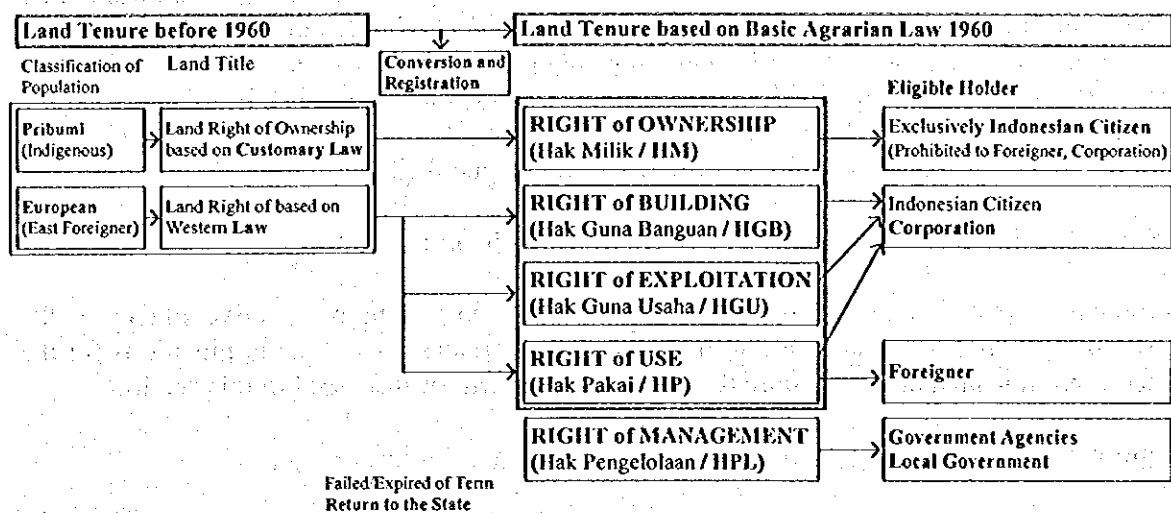 Land Tenure before 1960
Land Tenure based on Basic Agrarian Law 1960
Classification of
Population
Land Title
Conversion and
Registration
Eligible Holder
Pribumi
(Indigenous)
Land Right of Ownership
based on Customary Law
RIGHT of OWNERSHIP
(Hak Milik / HM)
Exclusively Indonesian Citizen
(Prohibited to Foreigner, Corporation)
European
(East Foreigner)
Land Right of based on
Western Law
RIGHT of BUILDING
(Hak Guna Banguan / HGB)
Indonesian Citizen
Corporation
RIGHT of EXPLOITATION
(Hak Guna Usaha / HGU)
RIGHT of USE
(Hak Pakai / HP)
Foreigner
RIGHT of MANAGEMENT
(Hak Pengelolaan / HPL)
Government Agencies
Local Government
Failed/Expired of Term
Return to the State